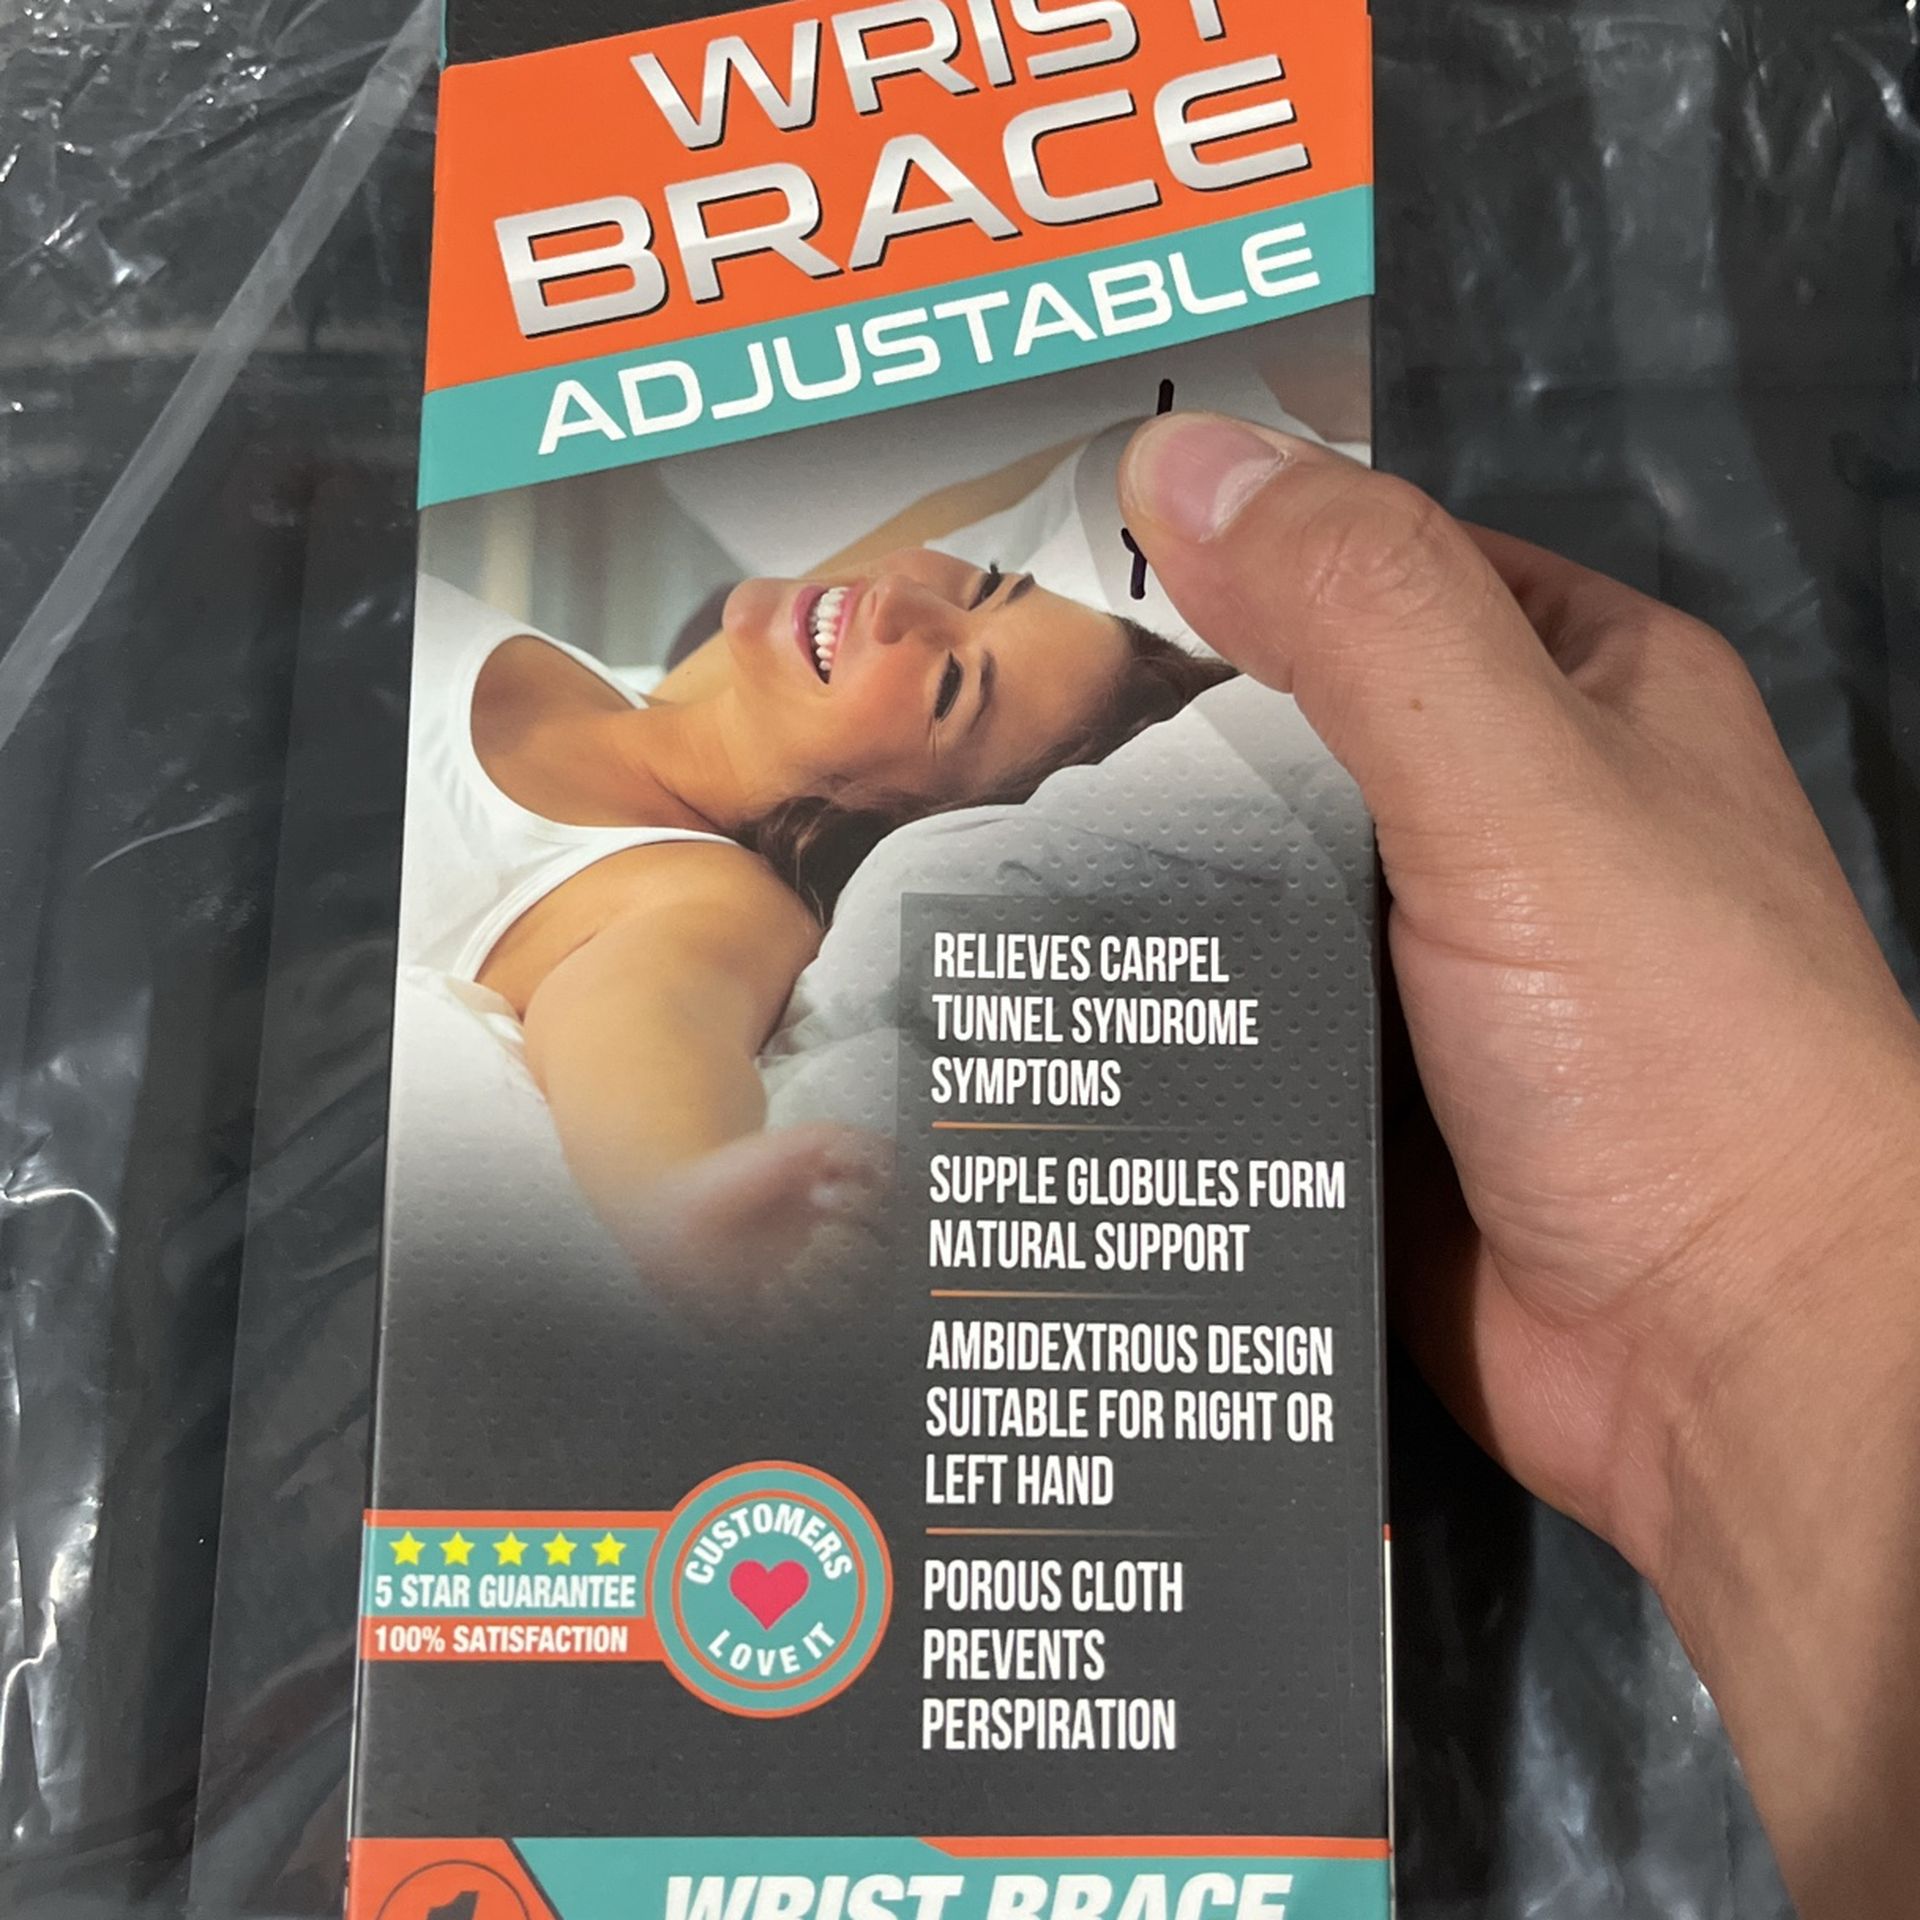 WRIST
BRACE
ADJUSTABLE
RELIEVES CARPEL
TUNNEL SYNDROME
SYMPTOMS
SUPPLE GLOBULES FORM
NATURAL SUPPORT
AMBIDEXTROUS DESIGN
SUITABLE FOR RIGHT OR
LEFT HAND
POROUS CLOTH
PREVENTS
PERSPIRATION
5 STAR GUARANTEE
100% SATISFACTION
CUSTOMERS
LOVE IT
1
WRIST BRACE